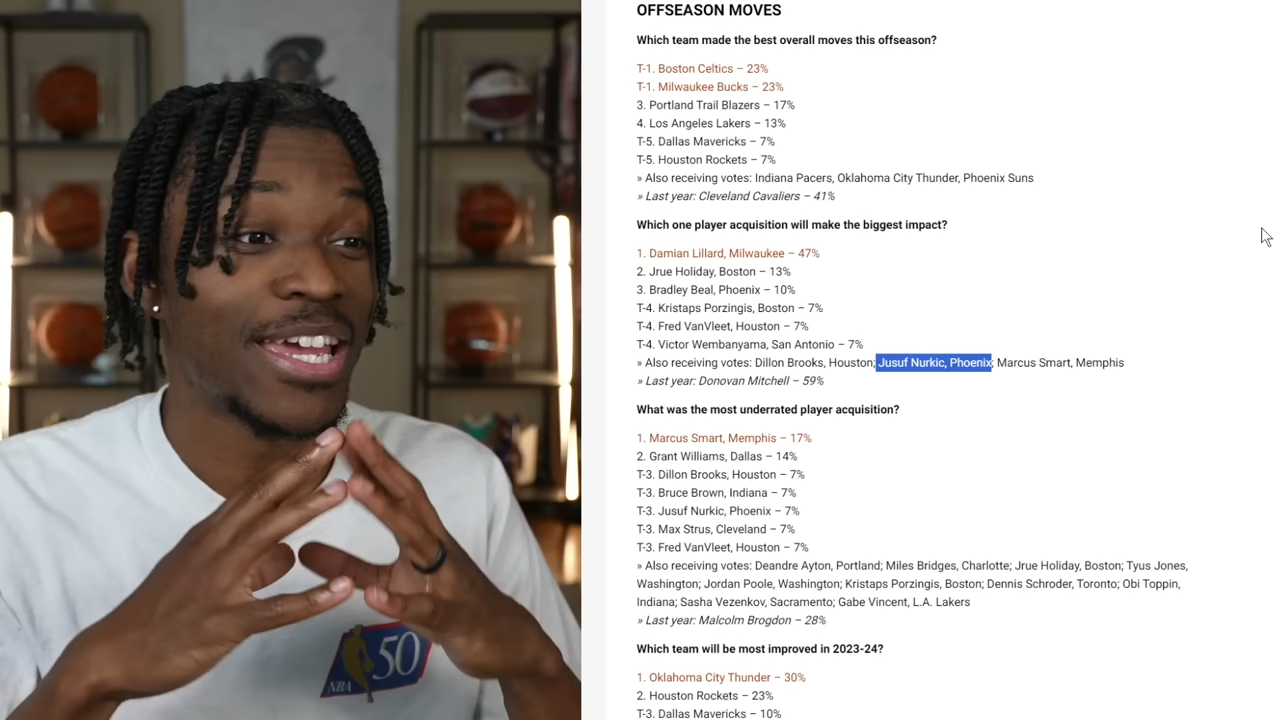 OFFSEASON MOVES
Which team made the best overall moves this offseason?
T-1. Boston Celtics – 23%
T-1. Milwaukee Bucks – 23%
3. Portland Trail Blazers – 17%
4. Los Angeles Lakers – 13%
T-5. Dallas Mavericks – 7%
T-5. Houston Rockets – 7%
» Also receiving votes: Indiana Pacers, Oklahoma City Thunder, Phoenix Suns
» Last year: Cleveland Cavaliers – 41%
Which one player acquisition will make the biggest impact?
1. Damian Lillard, Milwaukee – 47%
2. Jrue Holiday, Boston – 13%
3. Bradley Beal, Phoenix – 10%
T-4. Kristaps Porzingis, Boston – 7%
T-4. Fred VanVleet, Houston – 7%
T-4. Victor Wembanyama, San Antonio – 7%
» Also receiving votes: Dillon Brooks, Houston; Jusuf Nurkic, Phoenix; Marcus Smart, Memphis
» Last year: Donovan Mitchell – 59%
What was the most underrated player acquisition?
1. Marcus Smart, Memphis – 17%
2. Grant Williams, Dallas – 14%
T-3. Dillon Brooks, Houston – 7%
T-3. Bruce Brown, Indiana – 7%
T-3. Jusuf Nurkic, Phoenix – 7%
T-3. Max Strus, Cleveland – 7%
T-3. Fred VanVleet, Houston – 7%
» Also receiving votes: Deandre Ayton, Portland; Miles Bridges, Charlotte; Jrue Holiday, Boston; Tyus Jones,
Washington; Jordan Poole, Washington; Kristaps Porzingis, Boston; Dennis Schroder, Toronto; Obi Toppin,
Indiana; Sasha Vezenkov, Sacramento; Gabe Vincent, L.A. Lakers
» Last year: Malcolm Brogdon – 28%
Which team will be most improved in 2023-24?
1. Oklahoma City Thunder – 30%
2. Houston Rockets – 23%
T-3. Dallas Mavericks – 10%
50
NBA